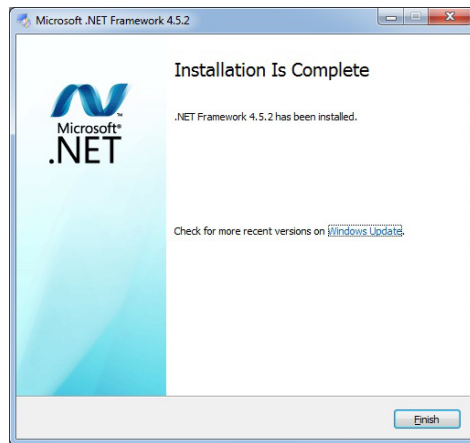 Microsoft .NET Framework 4.5.2
Installation Is Complete
.NET Framework 4.5.2 has been installed.
Microsoft®
.NET
Check for more recent versions on Windows Update.
Finish